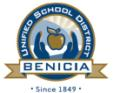 UNIFIED SCHOOL DISTRICT
BENICIA
• Since 1849 •